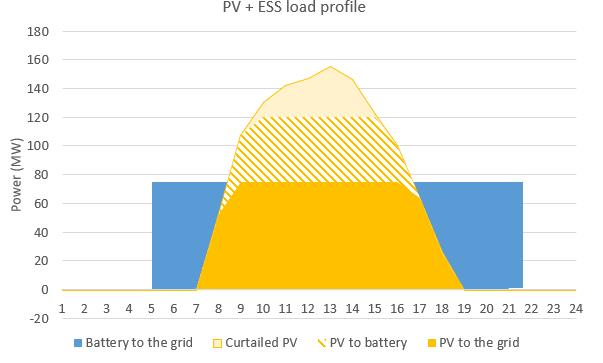 PV + ESS load profile
180
160
140
120
100
80
60
40
20
0
-20
Power (MW)
1 2 3 4 5 6 7 8 9 10 11 12 13 14 15 16 17 18 19 20 21 22 23 24
Battery to the grid Curtailed PV PV to battery PV to the grid